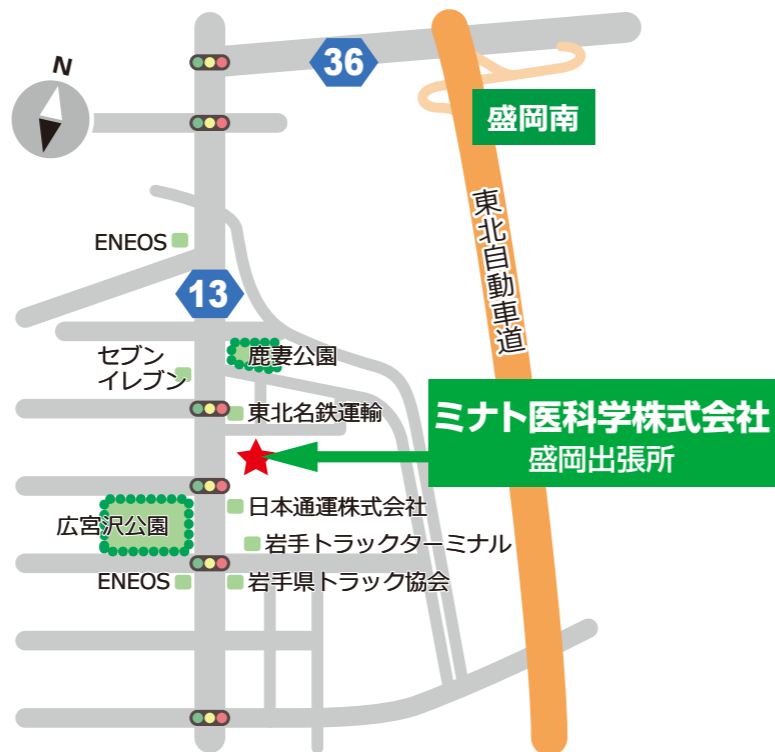 N
36
盛岡南
東北自動車道
ENEOS
13
セブン
イレブン
鹿妻公園
東北名鉄運輸
ミナト医科学株式会社
盛岡出張所
日本通運株式会社
広宮沢公園
岩手トラックターミナル
ENEOS
岩手県トラック協会